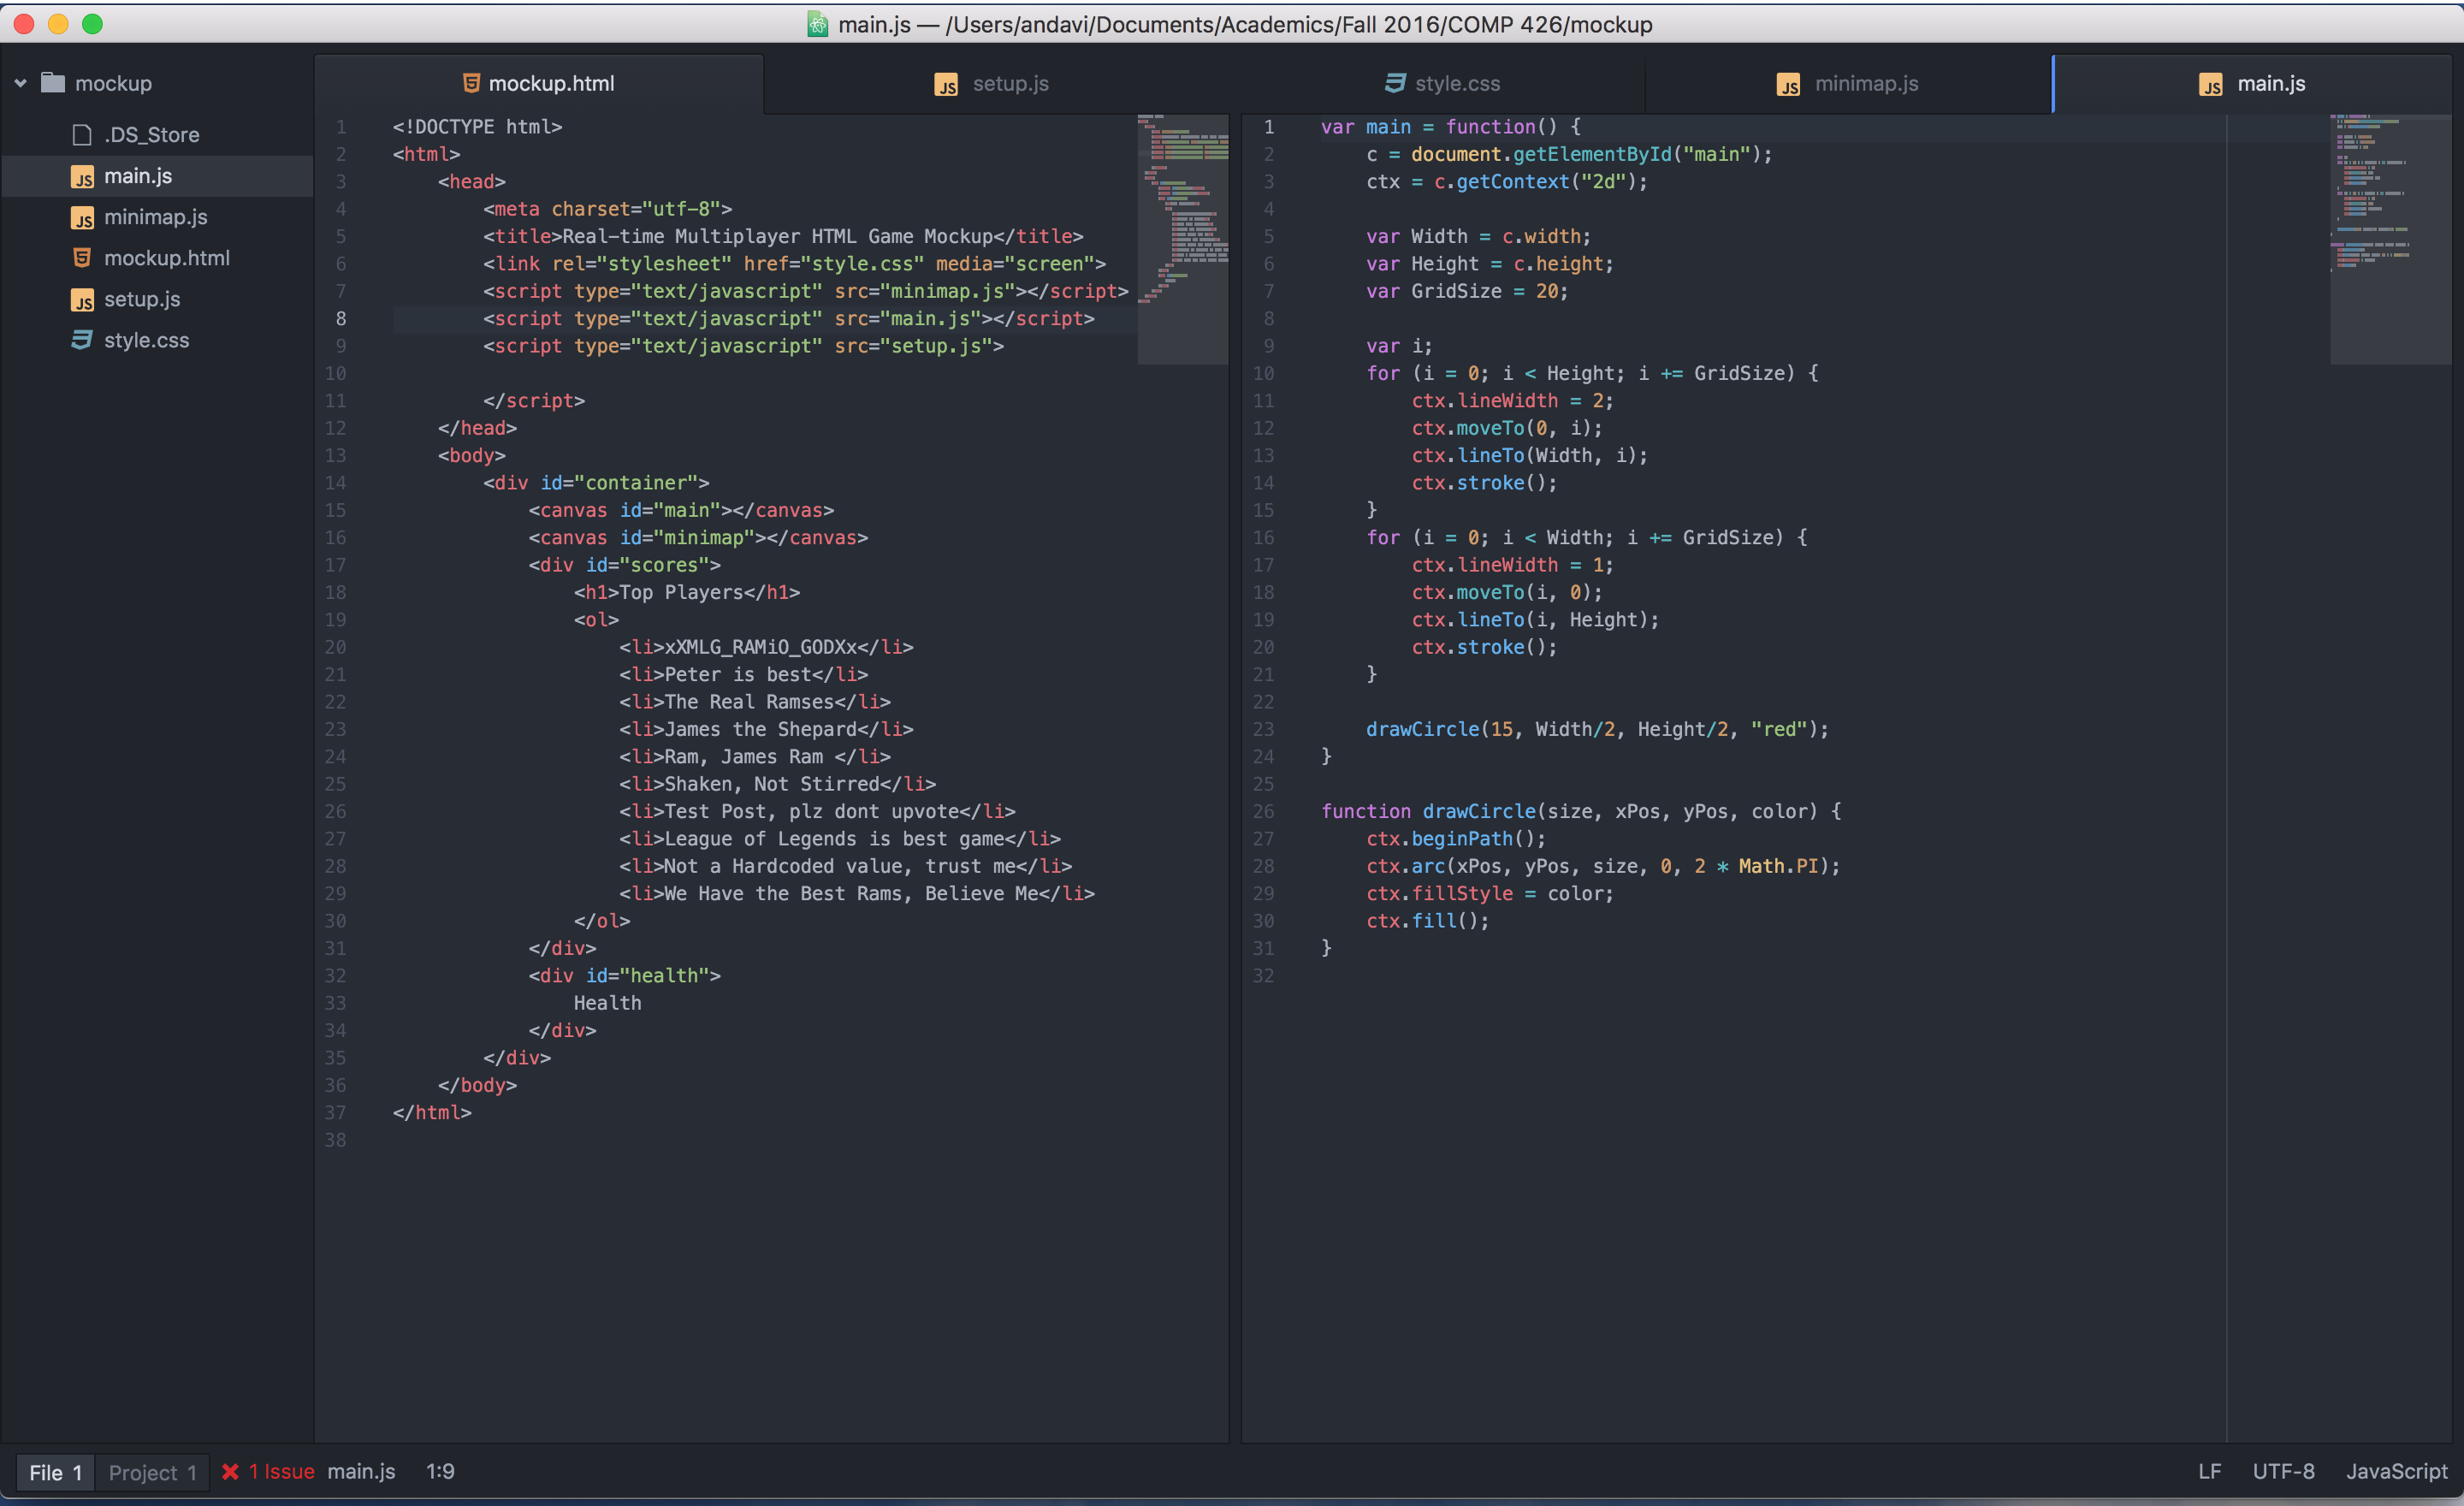 main.js — /Users/andavi/Documents/Academics/Fall 2016/COMP 426/mockup
mockup
.DS_Store
main.js
minimap.js
mockup.html
setup.js
style.css
mockup.html
setup.js
1 <!DOCTYPE html>
2 <html>
3 <head>
4 <meta charset="utf-8">
5 <title>Real-time Multiplayer HTML Game Mockup</title>
6 <link rel="stylesheet" href="style.css" media="screen">
7 <script type="text/javascript" src="minimap.js"></script>
8 <script type="text/javascript" src="main.js"></script>
9 <script type="text/javascript" src="setup.js">
10
11 </script>
12 </head>
13 <body>
14 <div id="container">
15 <canvas id="main"></canvas>
16 <canvas id="minimap"></canvas>
17 <div id="scores">
18 <h1>Top Players</h1>
19 <ol>
20 <li>xXMLG_RAMiO_GODXx</li>
21 <li>Peter is best</li>
22 <li>The Real Ramses</li>
23 <li>James the Shepard</li>
24 <li>Ram, James Ram </li>
25 <li>Shaken, Not Stirred</li>
26 <li>Test Post, plz dont upvote</li>
27 <li>League of Legends is best game</li>
28 <li>Not a Hardcoded value, trust me</li>
29 <li>We Have the Best Rams, Believe Me</li>
30 </ol>
31 </div>
32 <div id="health">
33 Health
34 </div>
35 </div>
36 </body>
37 </html>
38
style.css
minimap.js
main.js
1 var main = function() {
2 c = document.getElementById("main");
3 ctx = c.getContext("2d");
4
5 var Width = c.width;
6 var Height = c.height;
7 var GridSize = 20;
8
9 var i;
10 for (i = 0; i < Height; i += GridSize) {
11 ctx.lineWidth = 2;
12 ctx.moveTo(0, i);
13 ctx.lineTo(Width, i);
14 ctx.stroke();
15 }
16 for (i = 0; i < Width; i += GridSize) {
17 ctx.lineWidth = 1;
18 ctx.moveTo(i, 0);
19 ctx.lineTo(i, Height);
20 ctx.stroke();
21 }
22
23 drawCircle(15, Width/2, Height/2, "red");
24 }
25
26 function drawCircle(size, xPos, yPos, color) {
27 ctx.beginPath();
28 ctx.arc(xPos, yPos, size, 0, 2 * Math.PI);
29 ctx.fillStyle = color;
30 ctx.fill();
31 }
32
File 1 Project 1 1 Issue main.js 1:9
LF UTF-8 JavaScript